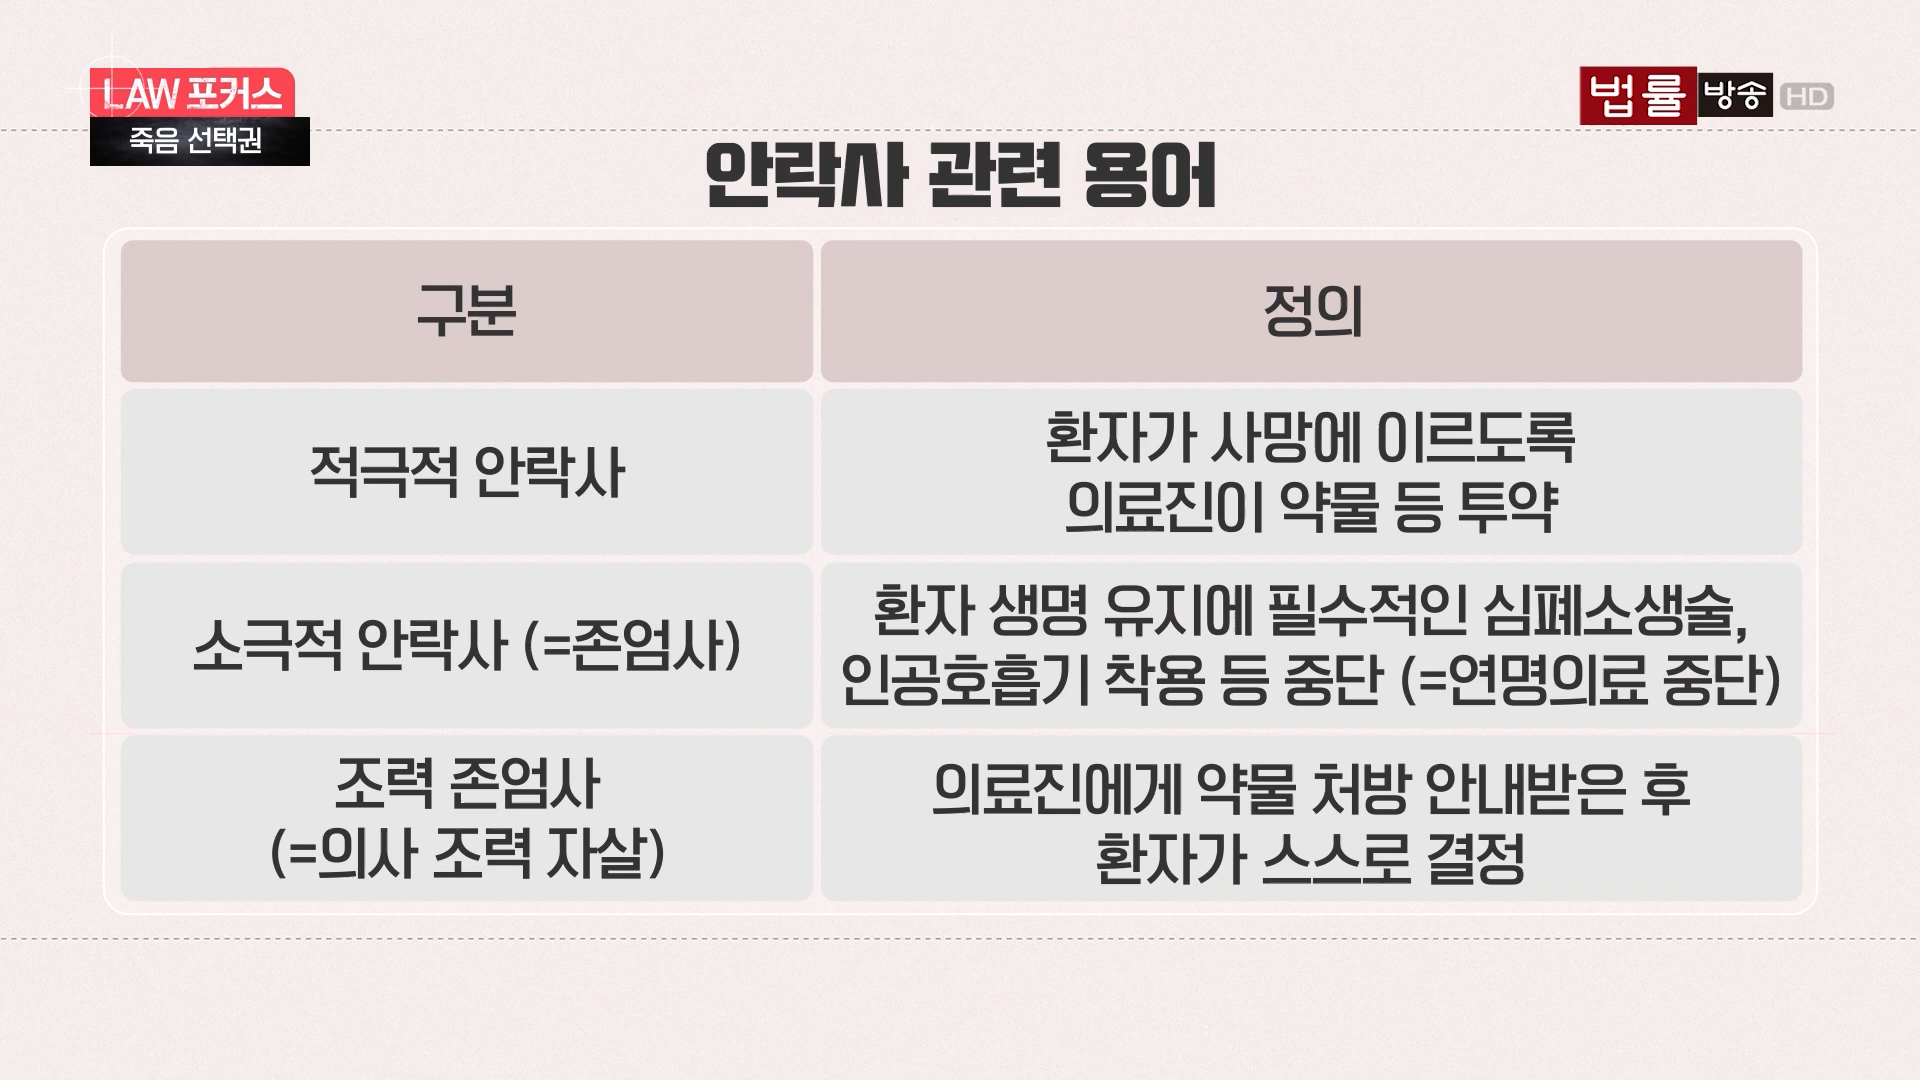 LAW 포커스
죽음 선택권
법률방송 HD
안락사 관련 용어
구분
정의
적극적 안락사
환자가 사망에 이르도록
의료진이 약물 등 투약
소극적 안락사 (=존엄사)
환자 생명 유지에 필수적인 심폐소생술,
인공호흡기 착용 등 중단 (=연명의료 중단)
조력 존엄사
(=의사 조력 자살)
의료진에게 약물 처방 안내받은 후
환자가 스스로 결정